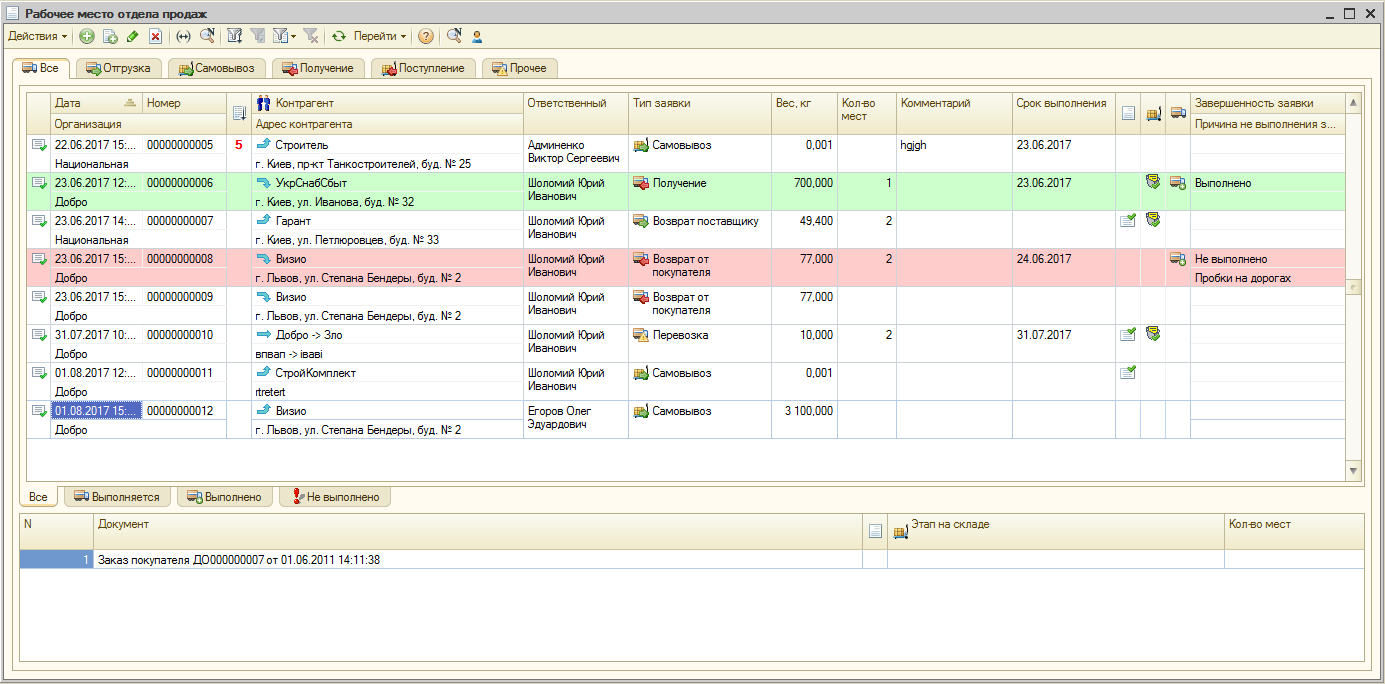 Рабочее место отдела продаж
Действия Перейти
Все Отгрузка Самовывоз Получение Поступление Прочее
Дата Номер Контрагент Ответственный Тип заявки Вес, кг Кол-во мест Комментарий Срок выполнения Завершенность заявки
Организация Адрес контрагента Причина не выполнения з...
22.06.2017 15:... 00000000005 5 Строитель Админенко Виктор Сергеевич Самовывоз 0,001 hgjgh 23.06.2017
Национальная г. Киев, пр-кт Танкостроителей, буд. № 25
23.06.2017 12:... 00000000006 УкрСнабСбыт Шоломий Юрий Иванович Получение 700,000 1 23.06.2017 Выполнено
Добро г. Киев, ул. Иванова, буд. № 32
23.06.2017 14:... 00000000007 Гарант Шоломий Юрий Иванович Возврат поставщику 49,400 2
Национальная г. Киев, ул. Петлюровцев, буд. № 33
23.06.2017 15:... 00000000008 Визио Шоломий Юрий Иванович Возврат от покупателя 77,000 2 24.06.2017 Не выполнено
Добро г. Львов, ул. Степана Бендеры, буд. № 2 Пробки на дорогах
23.06.2017 15:... 00000000009 Визио Шоломий Юрий Иванович Возврат от покупателя 77,000
Добро г. Львов, ул. Степана Бендеры, буд. № 2
31.07.2017 10:... 00000000010 Добро -> Зло Шоломий Юрий Иванович Перевозка 10,000 2 31.07.2017
Добро впвап -> іваві
01.08.2017 12:... 00000000011 СтройКомплект Шоломий Юрий Иванович Самовывоз 0,001
Добро rtretert
01.08.2017 15:... 00000000012 Визио Егоров Олег Эдуардович Самовывоз 3 100,000
Добро г. Львов, ул. Степана Бендеры, буд. № 2
Все Выполняется Выполнено Не выполнено
N Документ Этап на складе Кол-во мест
1 Заказ покупателя ДО000000007 от 01.06.2011 14:11:38